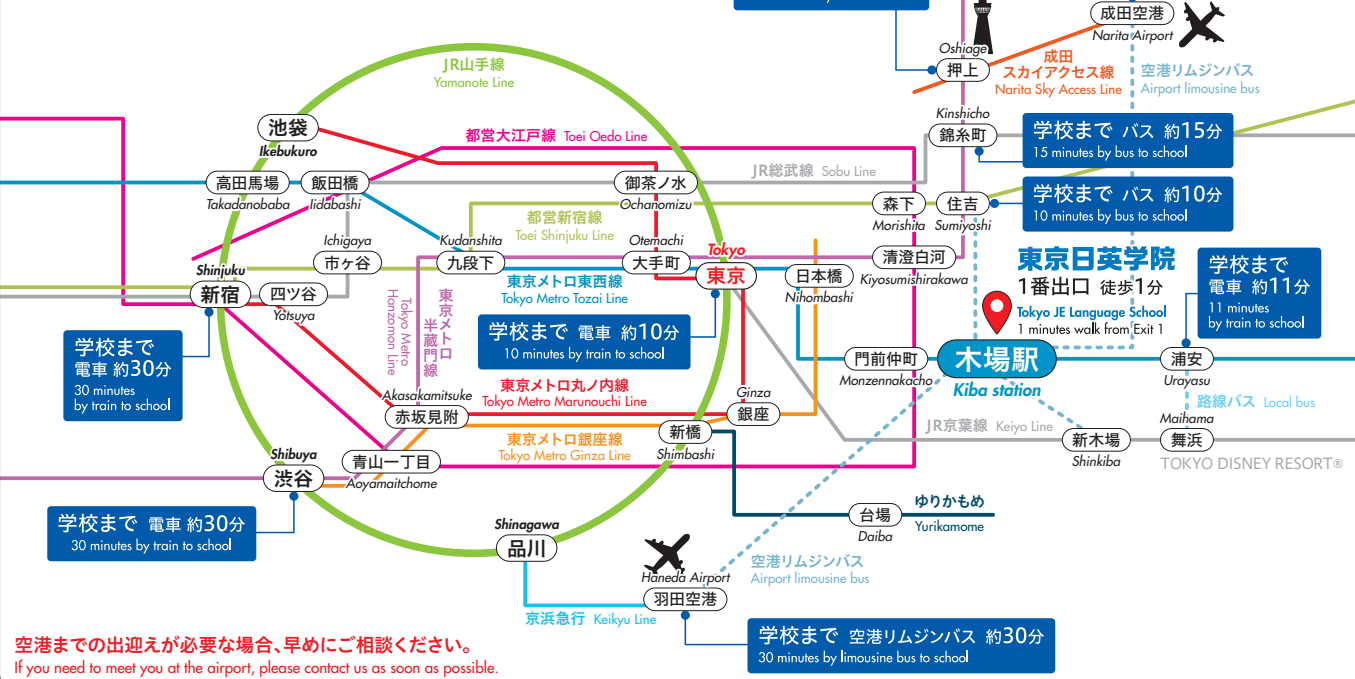 成田空港
Narita Airport
Oshiage
押上
成田
スカイアクセス線
Narita Sky Access Line
空港リムジンバス
Airport limousine bus
JR山手線
Yamanote Line
池袋
Ikebukuro
都営大江戸線 Toei Oedo Line
Kinshicho
錦糸町
学校まで バス 約15分
15 minutes by bus to school
JR総武線 Sobu Line
高田馬場
Takadanobaba
飯田橋
Iidabashi
御茶ノ水
Ochanomizu
森下
Morishita
住吉
Sumiyoshi
学校まで バス 約10分
10 minutes by bus to school
都営新宿線
Toei Shinjuku Line
Ichigaya
市ヶ谷
Kudanshita
九段下
Otemachi
大手町
Tokyo
東京
日本橋
Nihombashi
清澄白河
Kiyosumishirakawa
東京日英学院
1番出口 徒歩1分
Tokyo JE Language School
1 minutes walk from Exit 1
学校まで
電車 約11分
11 minutes
by train to school
Shinjuku
新宿
四ツ谷
Yotsuya
東京メトロ東西線
Tokyo Metro Tozai Line
東京メトロ
半蔵門線
Tokyo Metro
Hanzomon Line
学校まで 電車 約10分
10 minutes by train to school
学校まで
電車 約30分
30 minutes
by train to school
門前仲町
Monzennakacho
木場駅
Kiba station
浦安
Urayasu
路線バス Local bus
東京メトロ丸ノ内線
Tokyo Metro Marunouchi Line
Akasakamitsuke
赤坂見附
Ginza
銀座
新橋
Shimbashi
東京メトロ銀座線
Tokyo Metro Ginza Line
JR京葉線 Keiyo Line
新木場
Shinkiba
Maihama
舞浜
TOKYO DISNEY RESORT®
青山一丁目
Aoyamaitchome
Shibuya
渋谷
学校まで 電車 約30分
30 minutes by train to school
Shinagawa
品川
台場
Daiba
ゆりかもめ
Yurikamome
空港リムジンバス
Airport limousine bus
Haneda Airport
羽田空港
京浜急行 Keikyu Line
学校まで 空港リムジンバス 約30分
30 minutes by limousine bus to school
空港までの出迎えが必要な場合、早めにご相談ください。
If you need to meet you at the airport, please contact us as soon as possible.